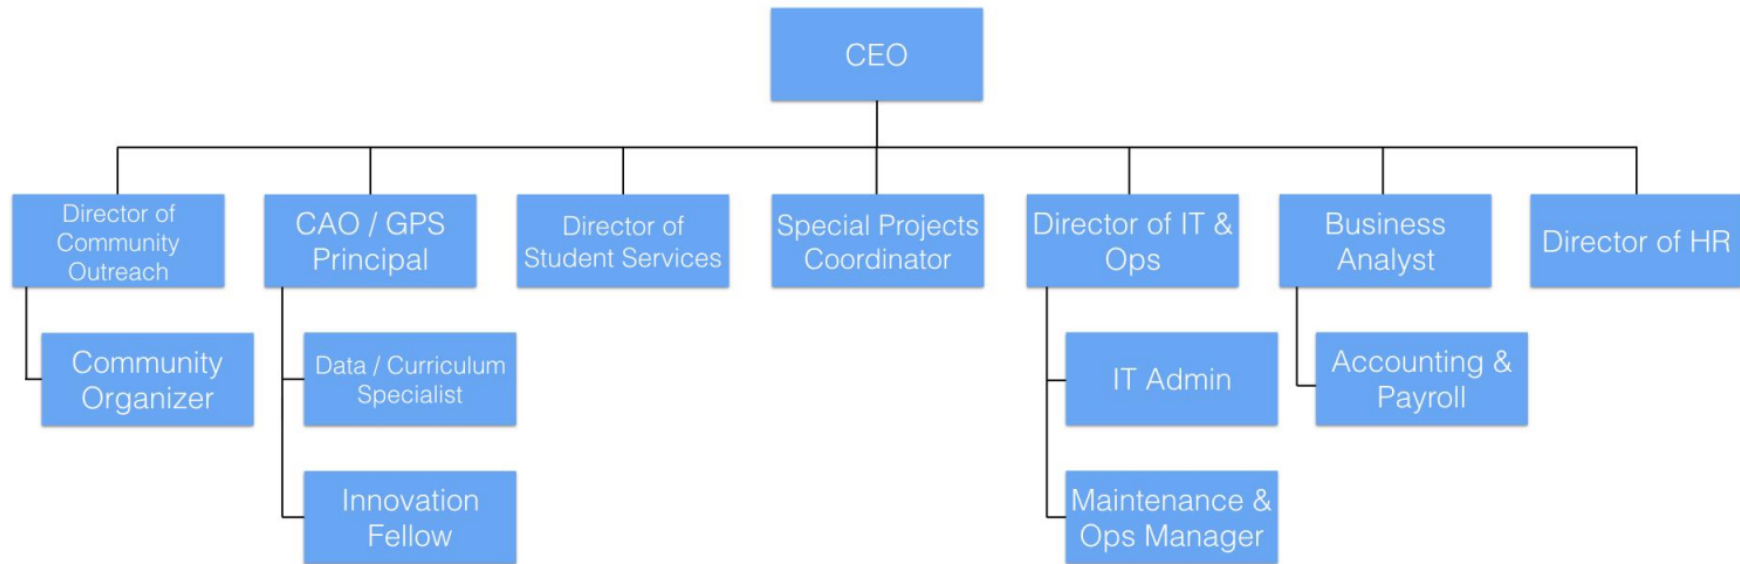 CEO
Director of
Community
Outreach
CAO / GPS
Principal
Director of
Student Services
Special Projects
Coordinator
Director of IT &
Ops
Business
Analyst
Director of HR
Community
Organizer
Data / Curriculum
Specialist
IT Admin
Accounting &
Payroll
Innovation
Fellow
Maintenance &
Ops Manager